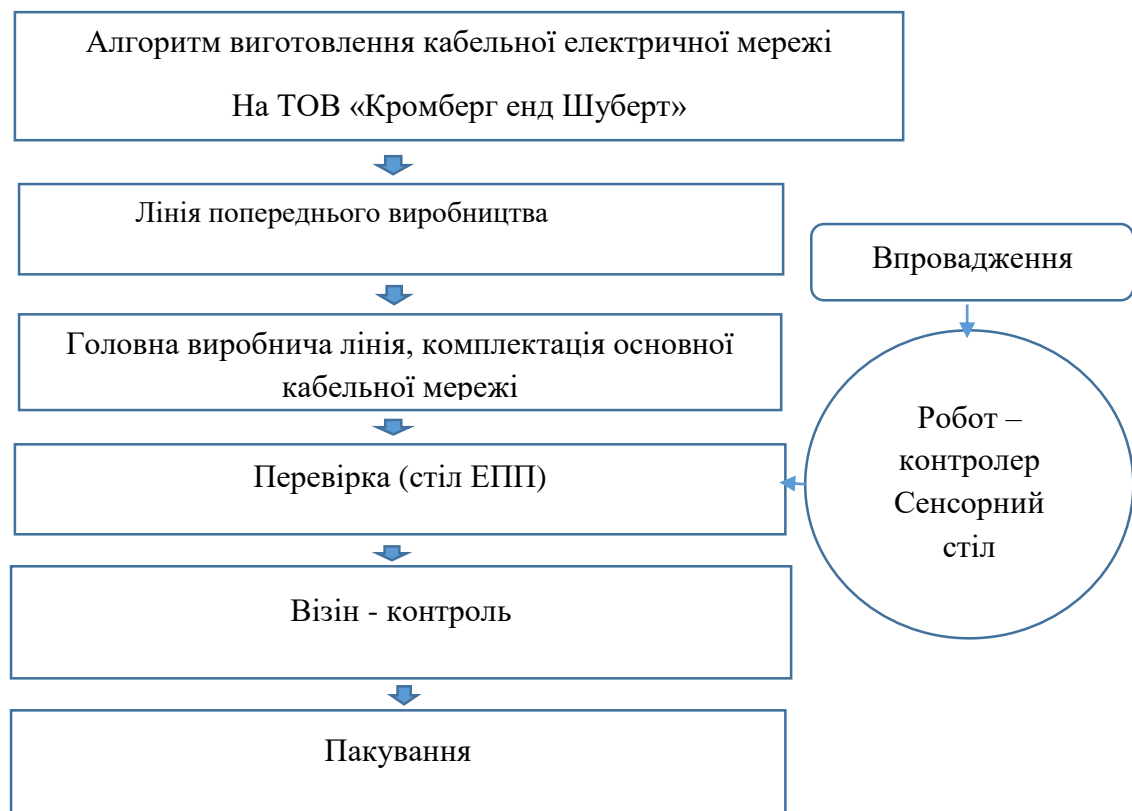 Алгоритм виготовлення кабельної електричної мережі
На ТОВ «Кромберг енд Шуберт»
Лінія попереднього виробництва
Впровадження
Головна виробнича лінія, комплектація основної
кабельної мережі
Робот –
контролер
Сенсорний
стіл
Перевірка (стіл ЕПП)
Візін - контроль
Пакування